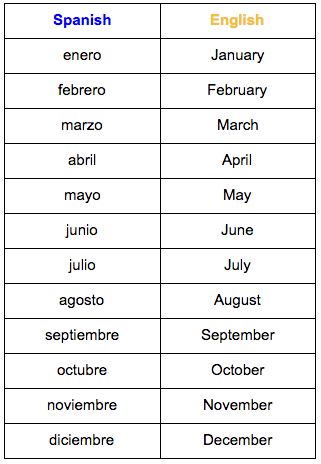 Spanish English
enero January
febrero February
marzo March
abril April
mayo May
junio June
julio July
agosto August
septiembre September
octubre October
noviembre November
diciembre December